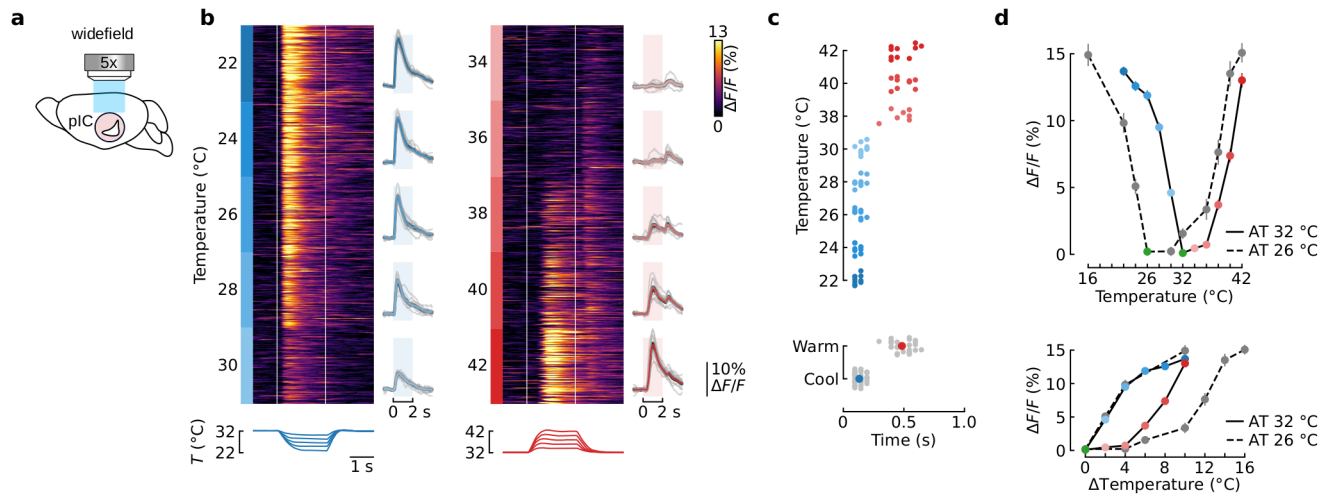 a
widefield
5x
pIC
b
Temperature (°C)
22
24
26
28
30
34
36
38
40
42
13
ΔF/F (%)
0
10%
ΔF/F
0 2 s
0 2 s
T (°C)
32
22
1 s
42
32
c
Temperature (°C)
42
40
38
36
30
28
26
24
22
Warm
Cool
0
0.5
1.0
Time (s)
d
ΔF/F (%)
15
10
5
0
AT 32 °C
AT 26 °C
16
26
32
42
Temperature (°C)
ΔF/F (%)
15
10
5
0
AT 32 °C
AT 26 °C
0 4 8 12 16
ΔTemperature (°C)